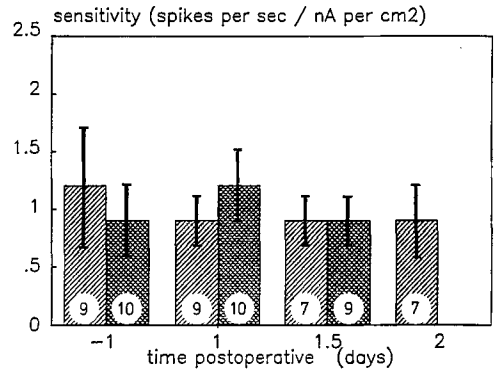 sensitivity (spikes per sec / nA per cm2)
2.5
2
1.5
1
.5
0
9 10 9 10 7 9 7
-1 1 1.5 2
time postoperative (days)